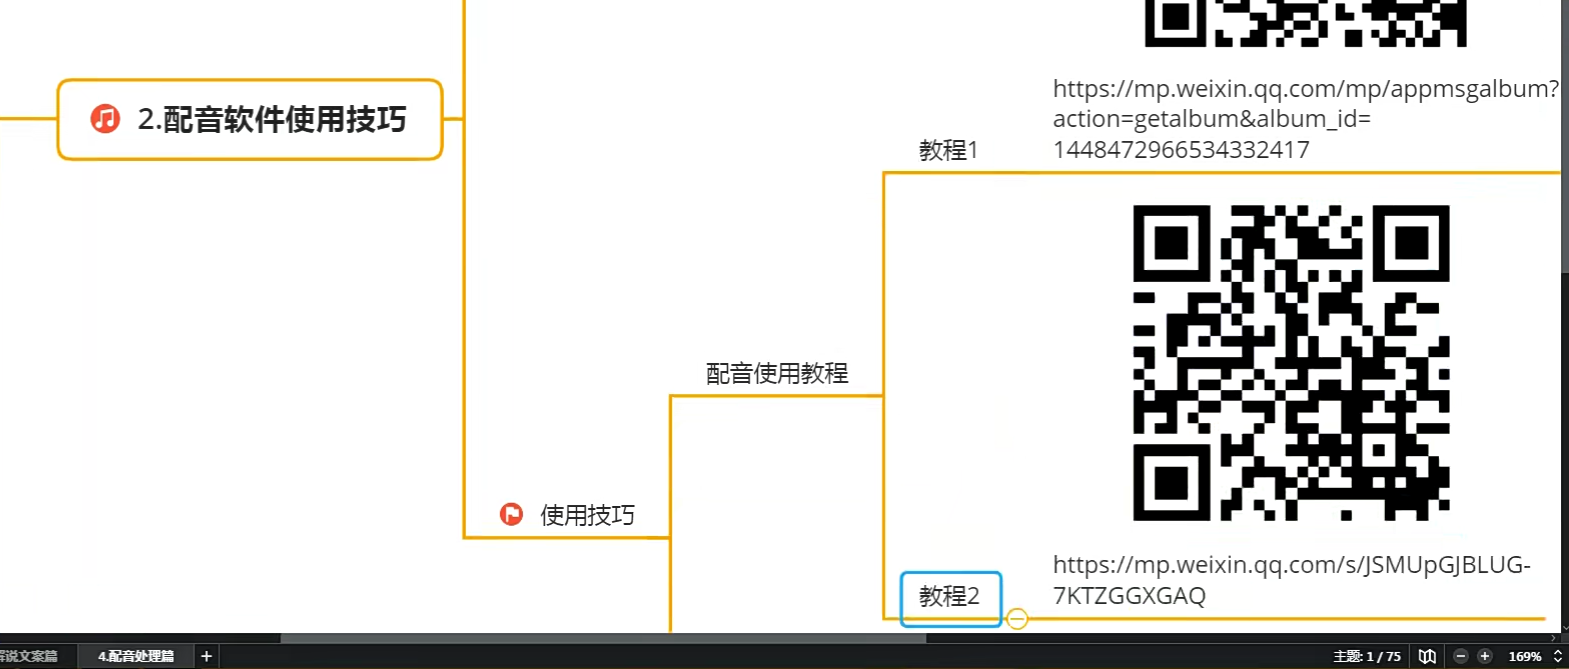 2.配音软件使用技巧
https://mp.weixin.qq.com/mp/appmsgalbum?
action=getalbum&album_id=
1448472966534332417
教程1
配音使用教程
使用技巧
https://mp.weixin.qq.com/s/JSMUpGJBLUG-
7KTZGGXGAQ
教程2
解说文案篇
4.配音处理篇
+
主题: 1 / 75
169%